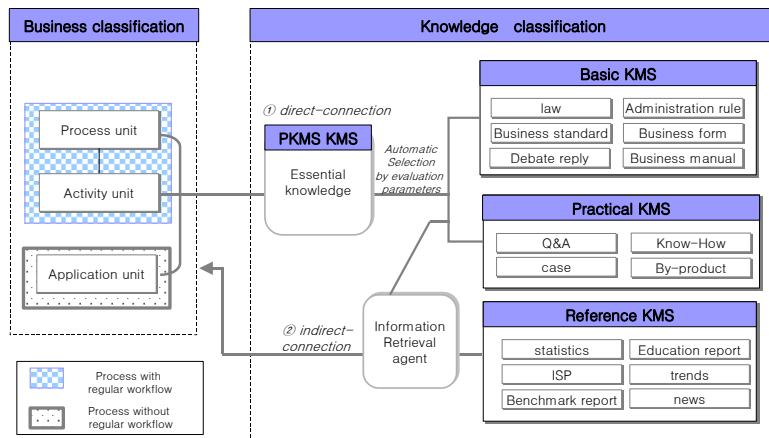 Business classification
Knowledge classification
Process unit
Activity unit
Application unit
Process with
regular workflow
Process without
regular workflow
① direct-connection
PKMS KMS
Essential
knowledge
Automatic
Selection
by evaluation
parameters
② indirect-
connection
Information
Retrieval
agent
Basic KMS
law
Administration rule
Business standard
Business form
Debate reply
Business manual
Practical KMS
Q&A
Know-How
case
By-product
Reference KMS
statistics
Education report
ISP
trends
Benchmark report
news